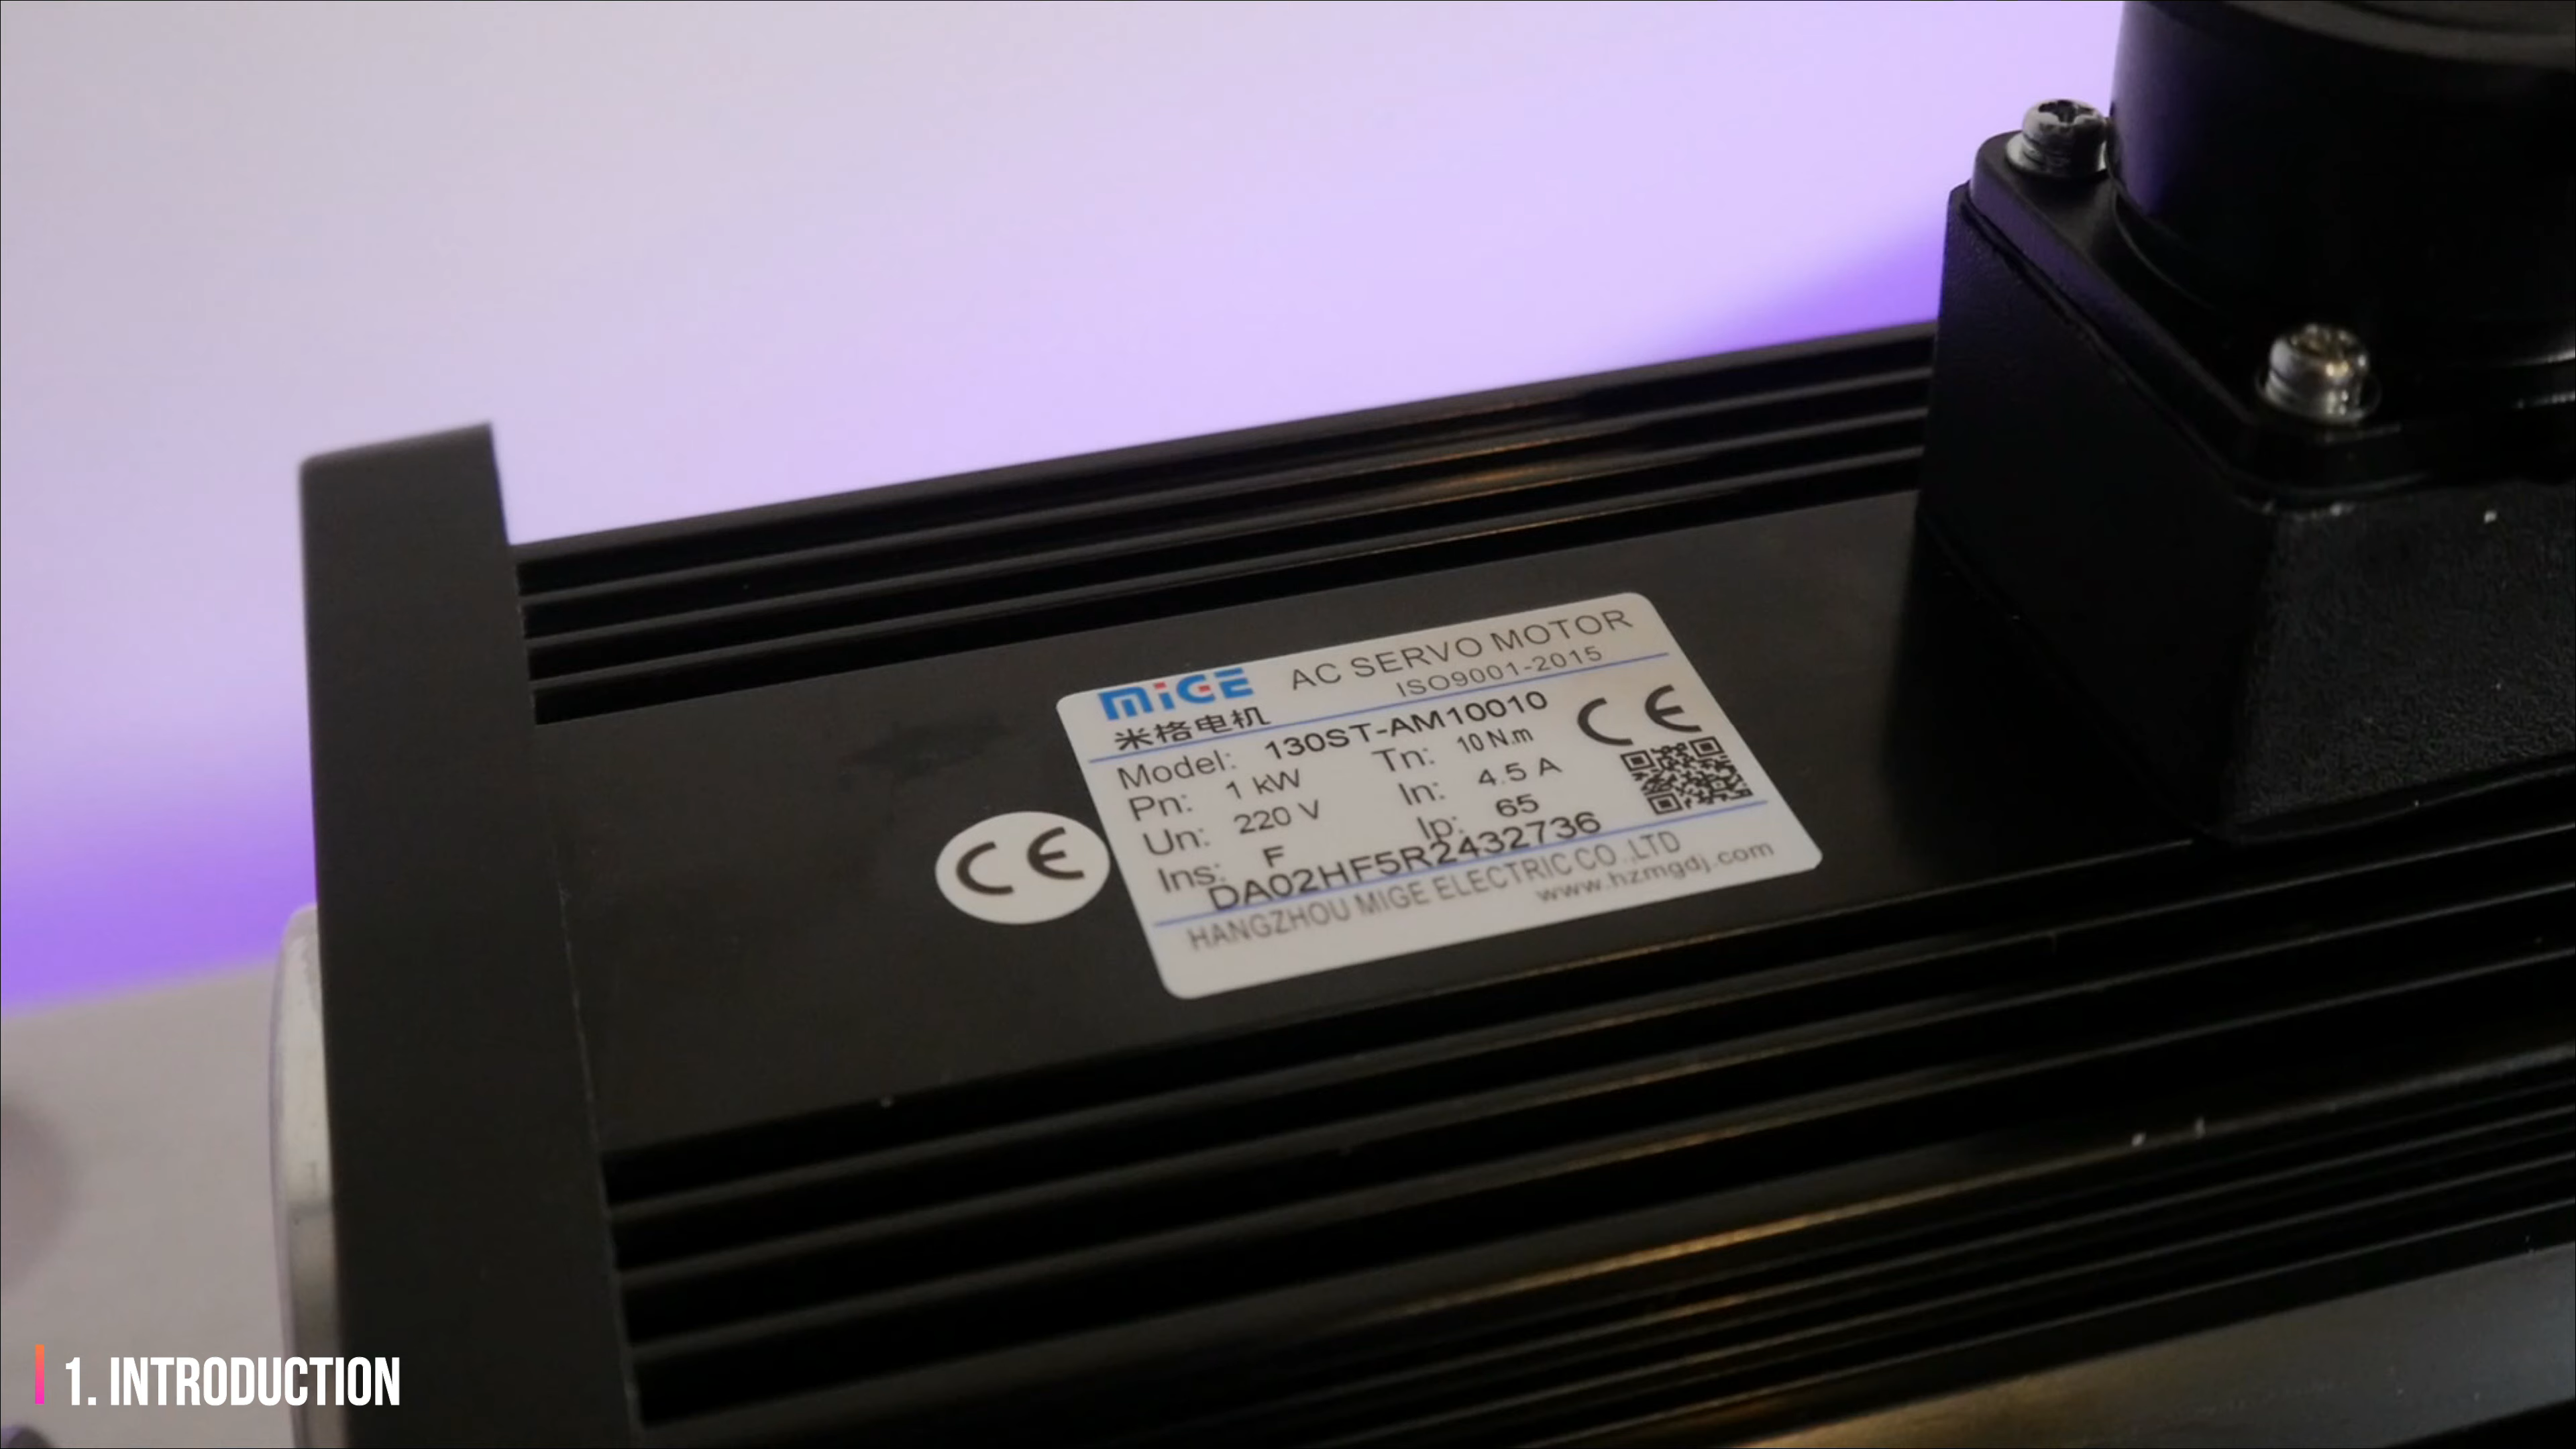 MiGE AC SERVO MOTOR
米格电机 ISO9001-2015
Model: 130ST-AM10010
Pn: 1 kW Tn: 10 N.m
Un: 220 V In: 4.5 A
Ins: F Ip: 65
DA02HF5R2432736
HANGZHOU MIGE ELECTRIC CO.,LTD
www.hzmgdj.com
CE
CE
1. INTRODUCTION